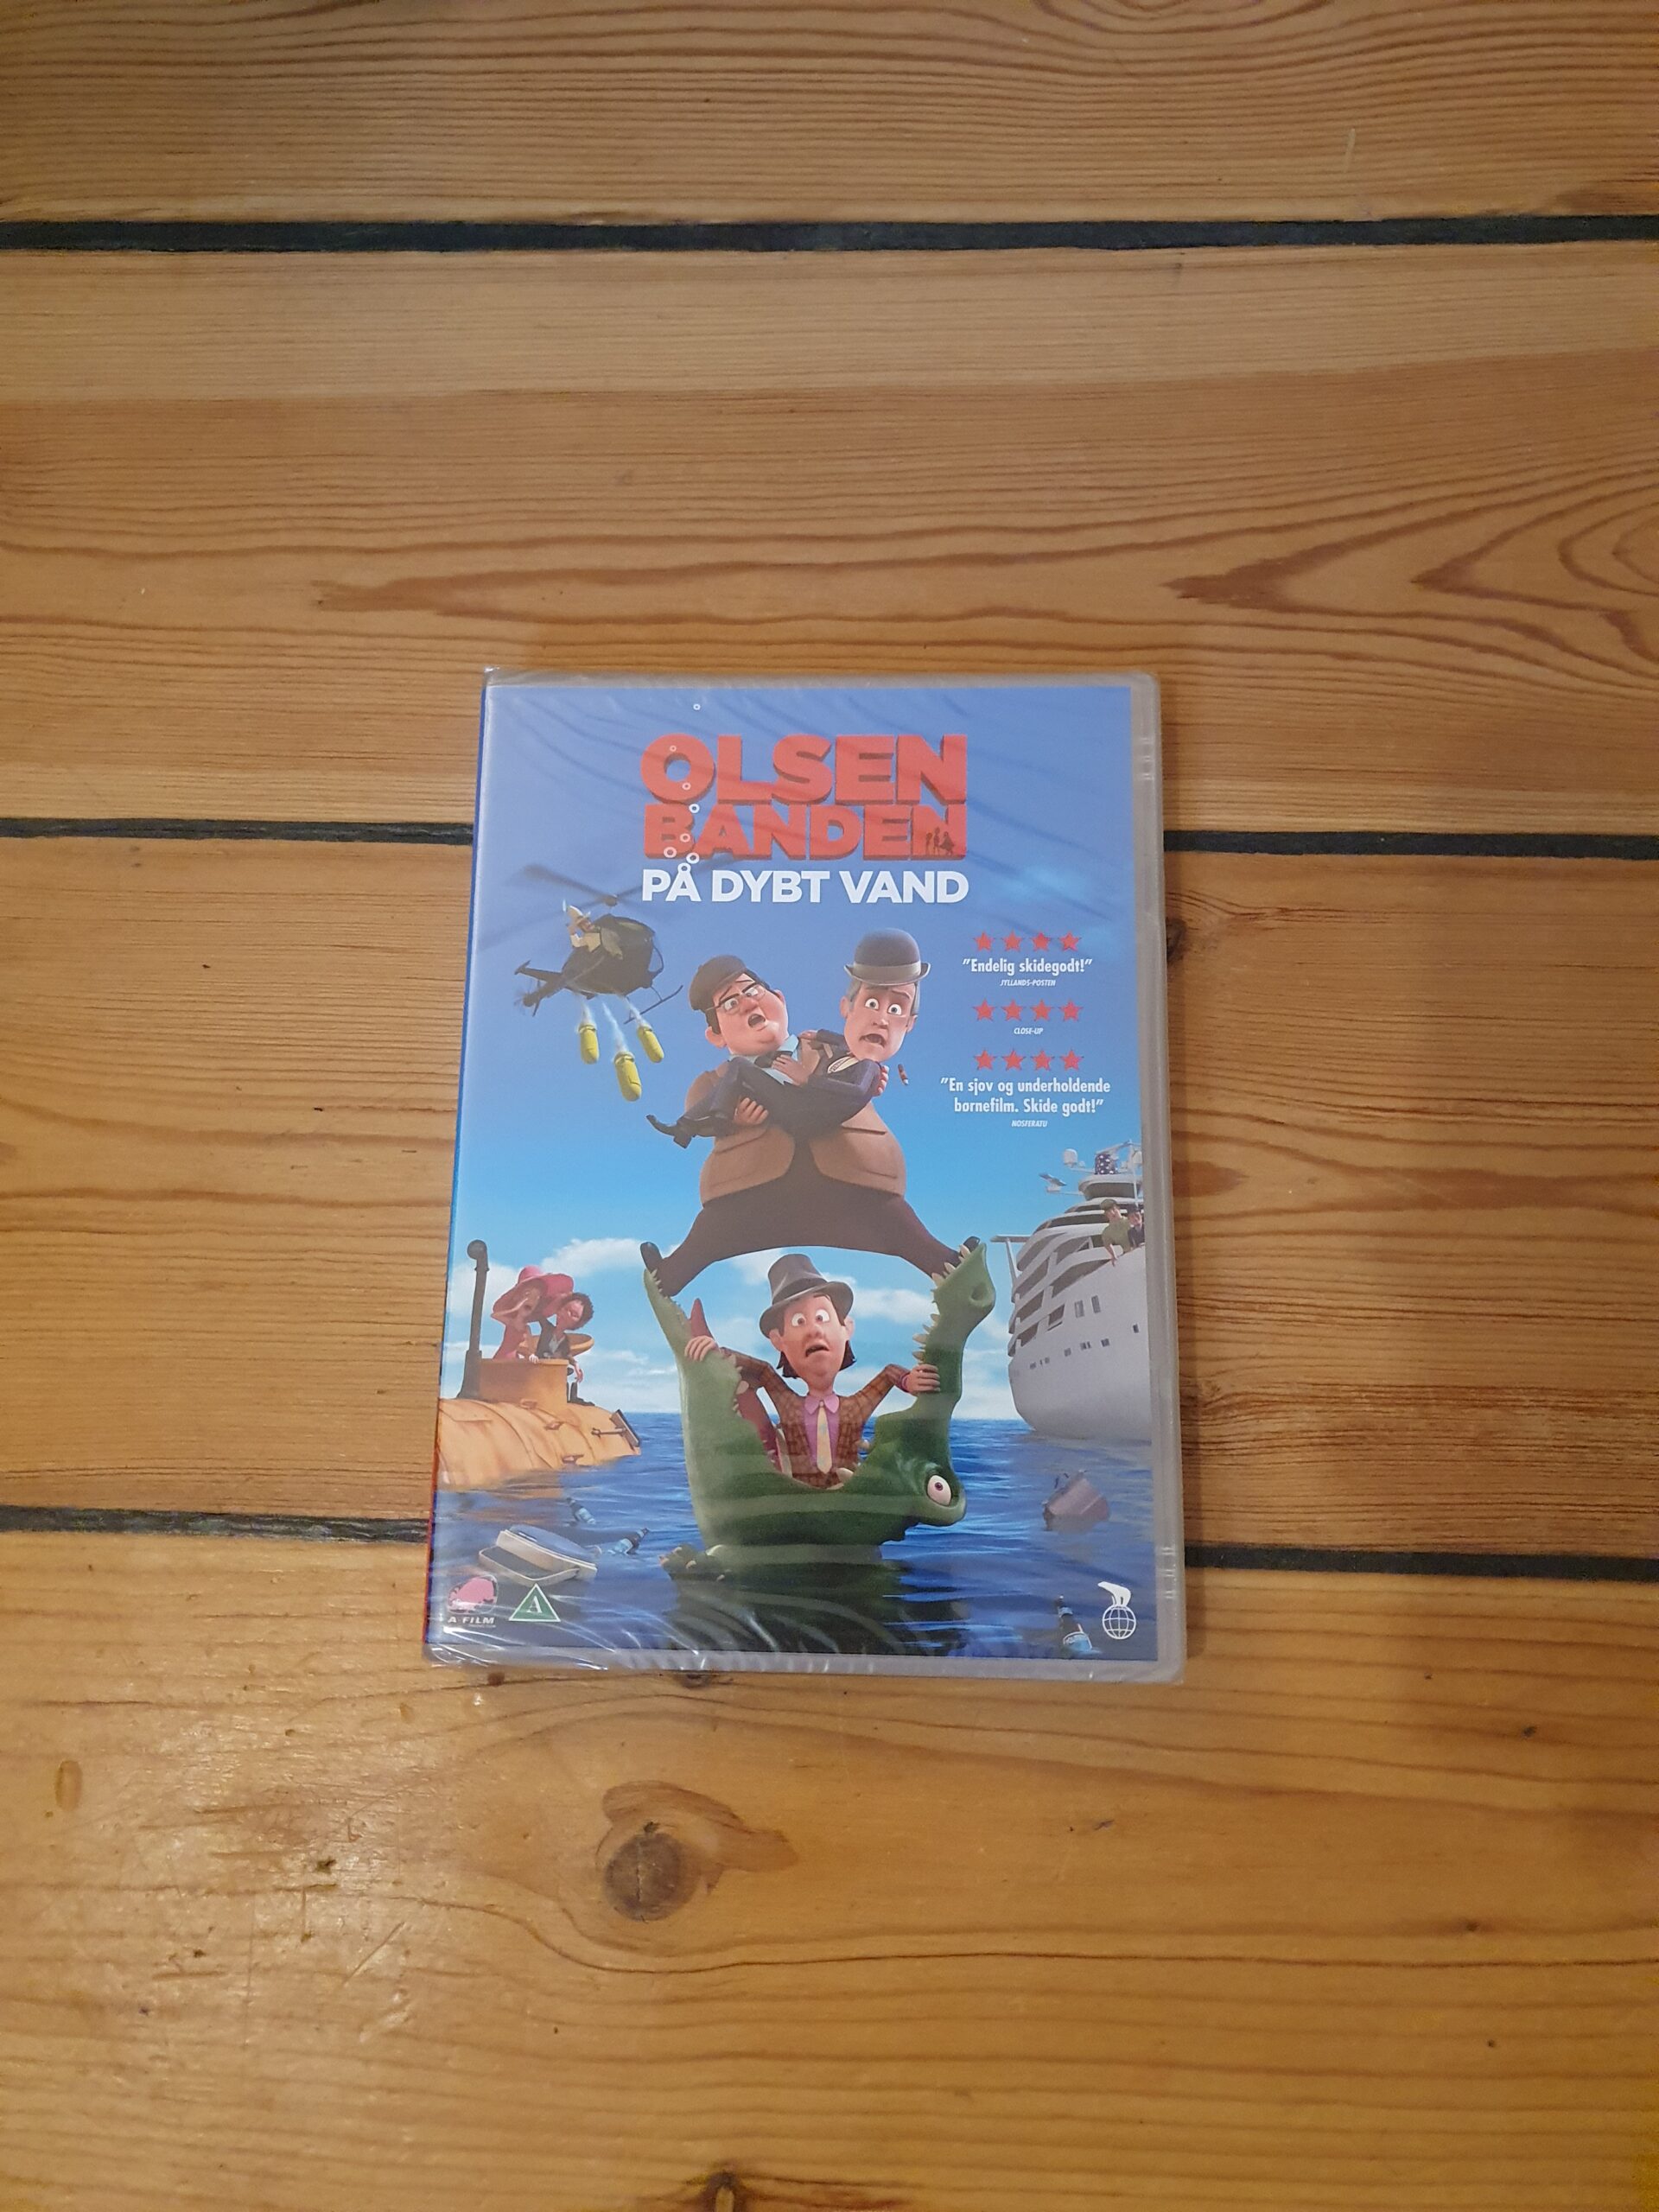 OLSEN
BANDEN
PÅ DYBT VAND
"Endelig skidegodt!"
JYLLANDS-POSTEN
CLOSE-UP
"En sjov og underholdende
børnefilm. Skide godt!"
NOSFERATU
A FILM
A